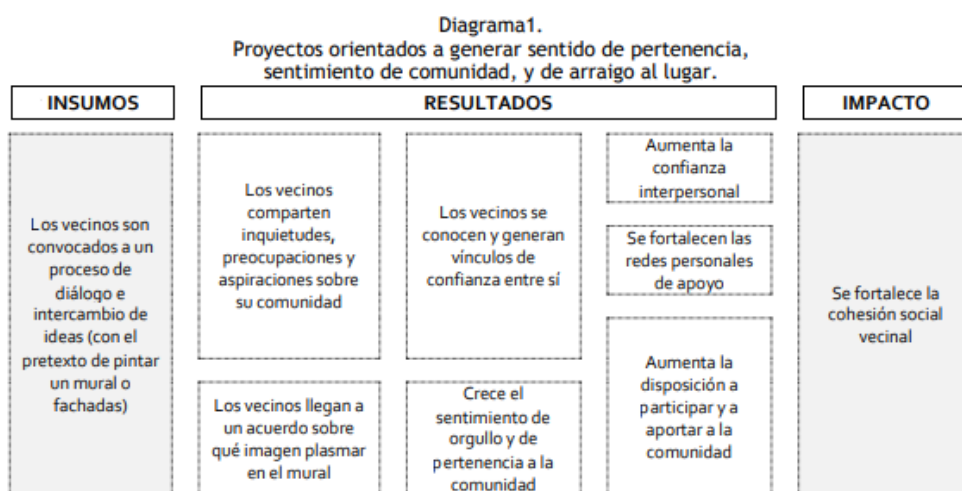 Diagrama1.
Proyectos orientados a generar sentido de pertenencia,
sentimiento de comunidad, y de arraigo al lugar.
INSUMOS
RESULTADOS
IMPACTO
Los vecinos son
convocados a un
proceso de
diálogo e
intercambio de
ideas (con el
pretexto de pintar
un mural o
fachadas)
Los vecinos
comparten
inquietudes,
preocupaciones y
aspiraciones sobre
su comunidad
Los vecinos llegan a
un acuerdo sobre
qué imagen plasmar
en el mural
Los vecinos se
conocen y generan
vínculos de
confianza entre sí
Crece el
sentimiento de
orgullo y de
pertenencia a la
comunidad
Aumenta la
confianza
interpersonal
Se fortalecen las
redes personales
de apoyo
Aumenta la
disposición a
participar y a
aportar a la
comunidad
Se fortalece la
cohesión social
vecinal